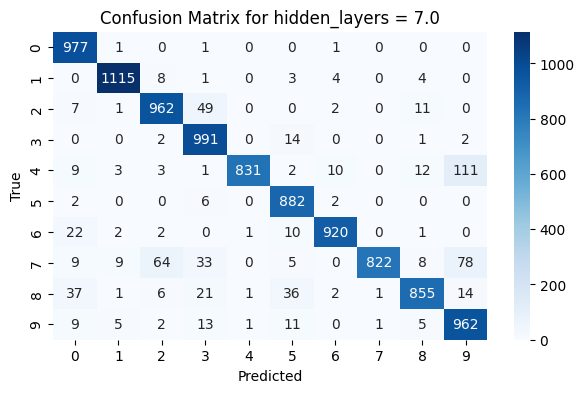 Confusion Matrix for hidden_layers = 7.0
0 977 1 0 1 0 0 1 0 0 0
1 0 1115 8 1 0 3 4 0 4 0
2 7 1 962 49 0 0 2 0 11 0
3 0 0 2 991 0 14 0 0 1 2
4 9 3 3 1 831 2 10 0 12 111
5 2 0 0 6 0 882 2 0 0 0
6 22 2 2 0 1 10 920 0 1 0
7 9 9 64 33 0 5 0 822 8 78
8 37 1 6 21 1 36 2 1 855 14
9 9 5 2 13 1 11 0 1 5 962
0 1 2 3 4 5 6 7 8 9
Predicted
True
1000
800
600
400
200
0